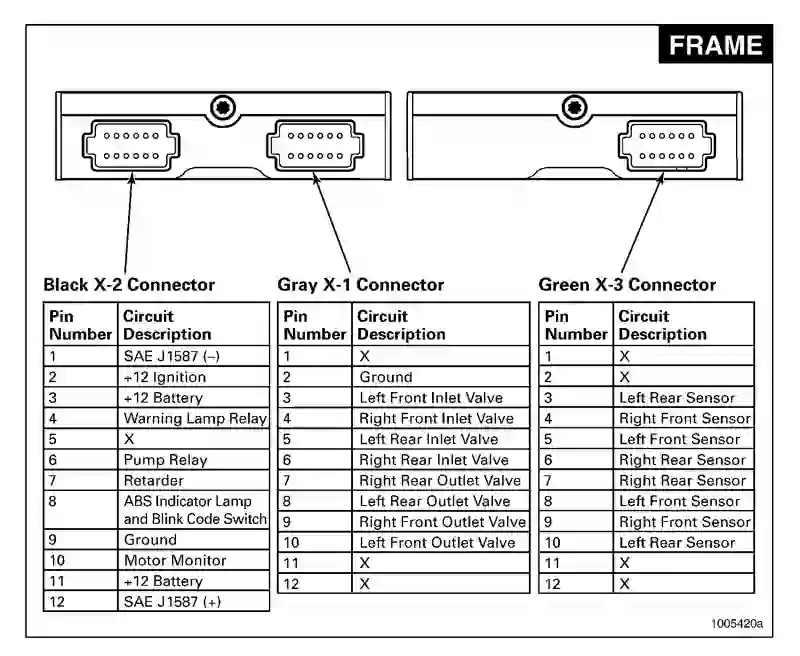 FRAME
Black X-2 Connector
Pin Number Circuit Description
1 SAE J1587 (–)
2 +12 Ignition
3 +12 Battery
4 Warning Lamp Relay
5 X
6 Pump Relay
7 Retarder
8 ABS Indicator Lamp
and Blink Code Switch
9 Ground
10 Motor Monitor
11 +12 Battery
12 SAE J1587 (+)
Gray X-1 Connector
Pin Number Circuit Description
1 X
2 Ground
3 Left Front Inlet Valve
4 Right Front Inlet Valve
5 Left Rear Inlet Valve
6 Right Rear Inlet Valve
7 Right Rear Outlet Valve
8 Left Rear Outlet Valve
9 Right Front Outlet Valve
10 Left Front Outlet Valve
11 X
12 X
Green X-3 Connector
Pin Number Circuit Description
1 X
2 X
3 Left Rear Sensor
4 Right Front Sensor
5 Left Front Sensor
6 Right Rear Sensor
7 Right Rear Sensor
8 Left Front Sensor
9 Right Front Sensor
10 Left Rear Sensor
11 X
12 X
1005420a